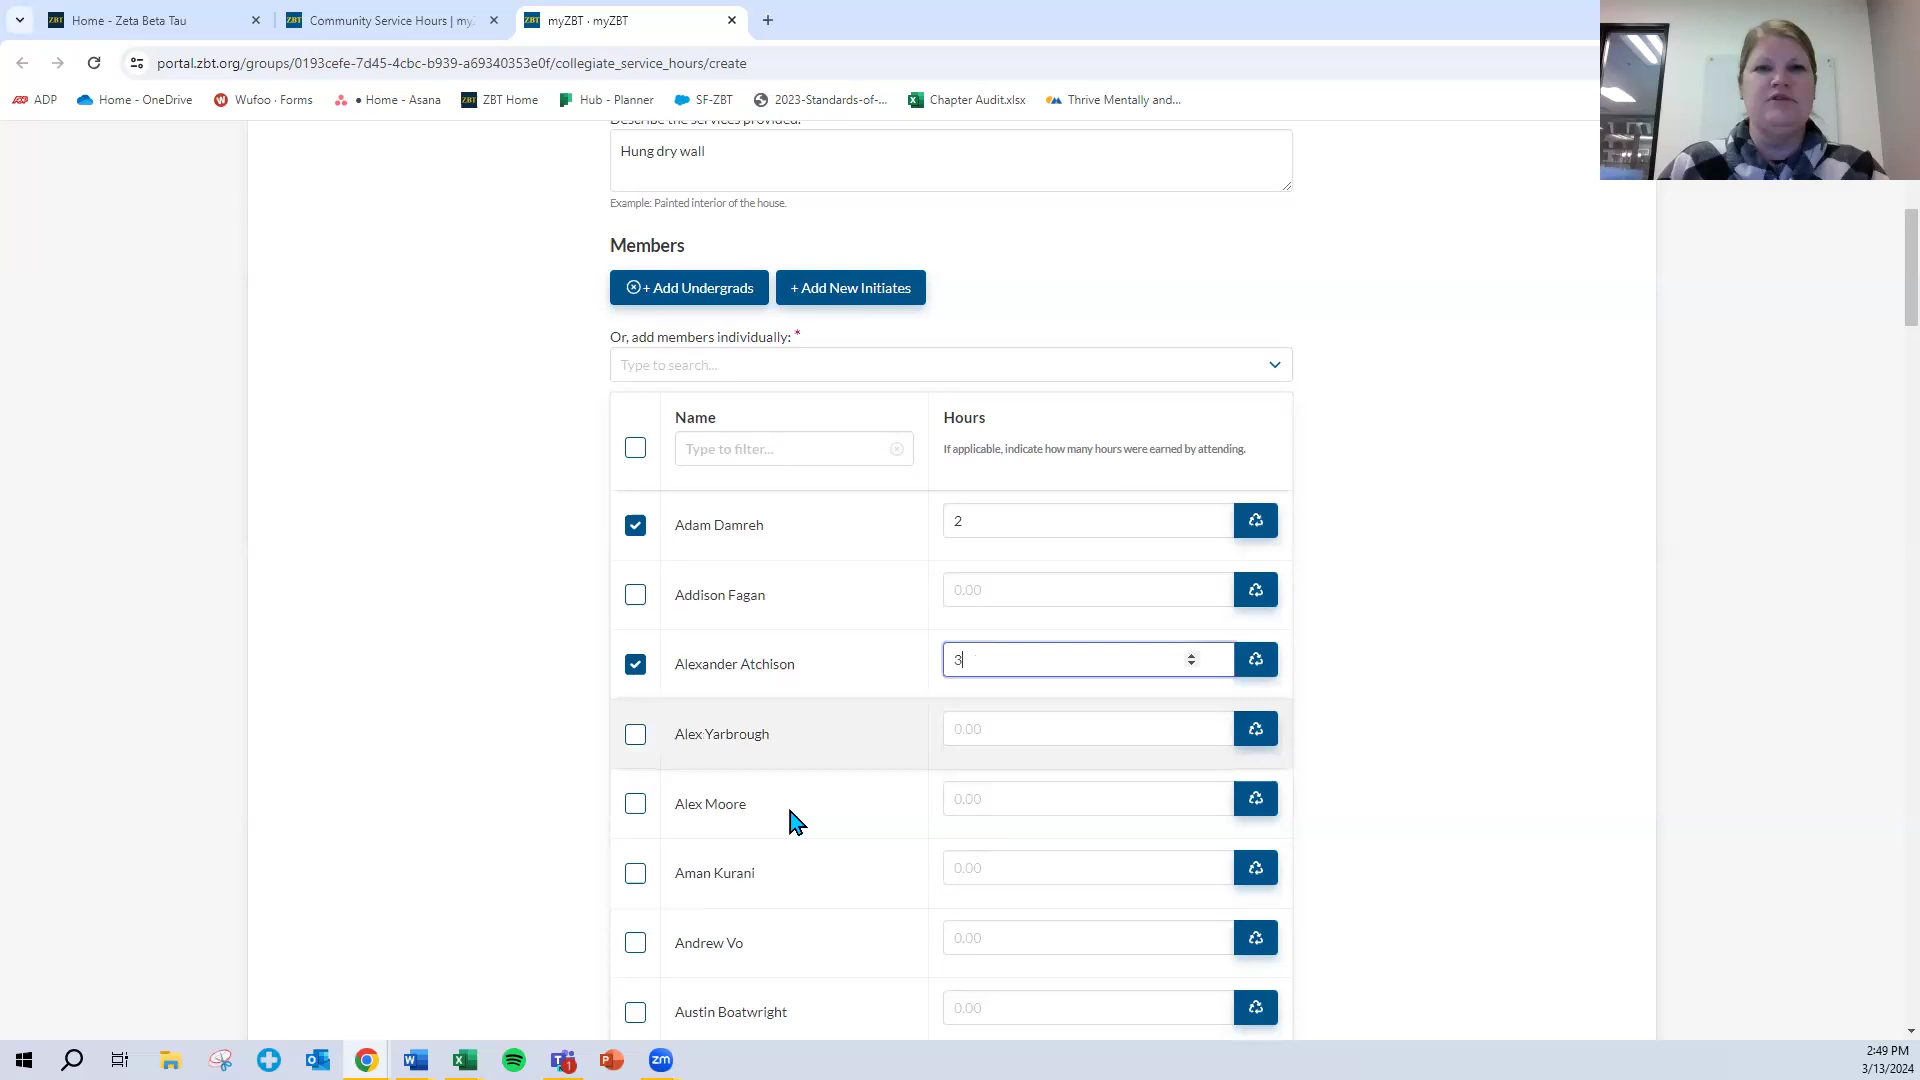 Home - Zeta Beta Tau
Community Service Hours | my
myZBT · myZBT
portal.zbt.org/groups/0193cefe-7d45-4cbc-b939-a69340353e0f/collegiate_service_hours/create
ADP
Home - OneDrive
Wufoo · Forms
● Home - Asana
ZBT Home
Hub - Planner
SF-ZBT
2023-Standards-of-...
Chapter Audit.xlsx
Thrive Mentally and...
Describe the services provided:
Hung dry wall
Example: Painted interior of the house.
Members
+ Add Undergrads
+ Add New Initiates
Or, add members individually: *
Type to search...
Name
Hours
Type to filter...
If applicable, indicate how many hours were earned by attending.
Adam Damreh
2
Addison Fagan
0.00
Alexander Atchison
3
Alex Yarbrough
0.00
Alex Moore
0.00
Aman Kurani
0.00
Andrew Vo
0.00
Austin Boatwright
0.00
2:49 PM
3/13/2024